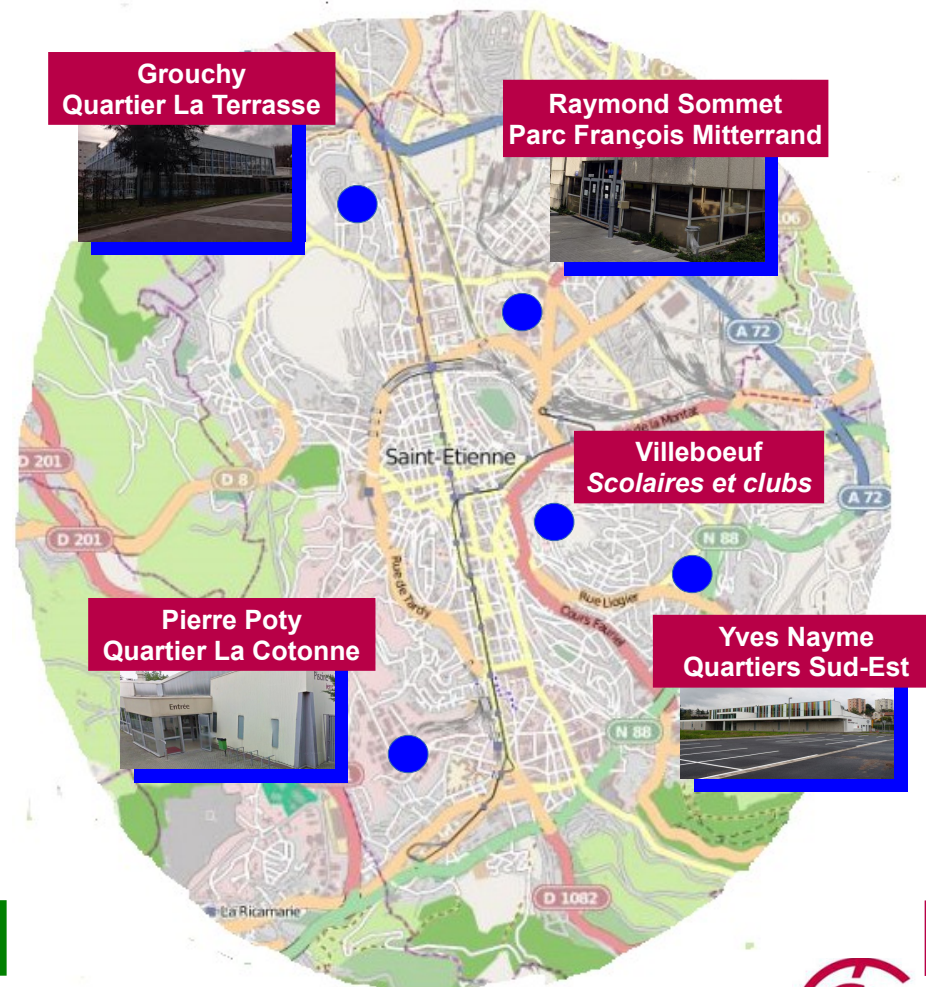 Grouchy
Quartier La Terrasse
Raymond Sommet
Parc François Mitterrand
A 72
Saint-Etienne
Villeboeuf
Scolaires et clubs
D 201
D 8
A 72
D 201
N 88
Rue de Tardy
Rue Liogier
Cours Fauriel
Pierre Poty
Quartier La Cotonne
Yves Nayme
Quartiers Sud-Est
Entrée
N 88
D 1082
La Ricamarie